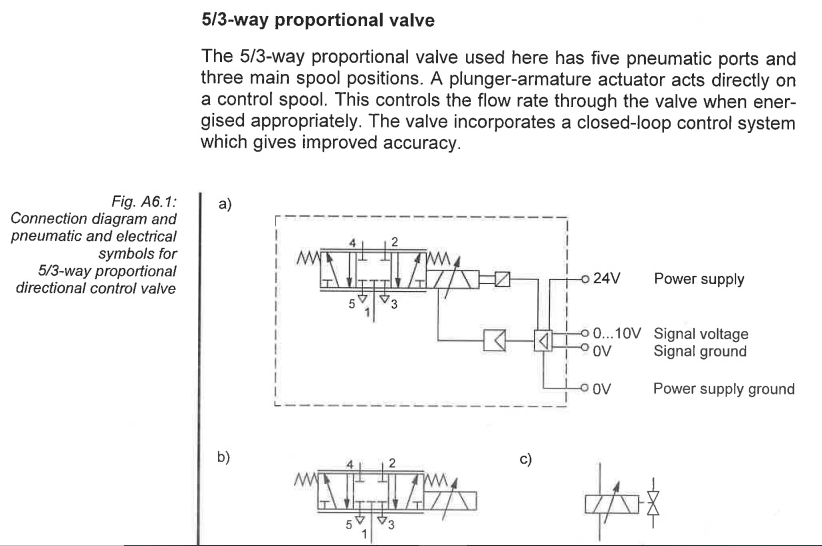 5/3-way proportional valve
The 5/3-way proportional valve used here has five pneumatic ports and
three main spool positions. A plunger-armature actuator acts directly on
a control spool. This controls the flow rate through the valve when ener-
gised appropriately. The valve incorporates a closed-loop control system
which gives improved accuracy.
Fig. A6.1:
Connection diagram and
pneumatic and electrical
symbols for
5/3-way proportional
directional control valve
a)
4 2
5 1 3
24V Power supply
0...10V Signal voltage
0V Signal ground
0V Power supply ground
b)
4 2
5 1 3
c)